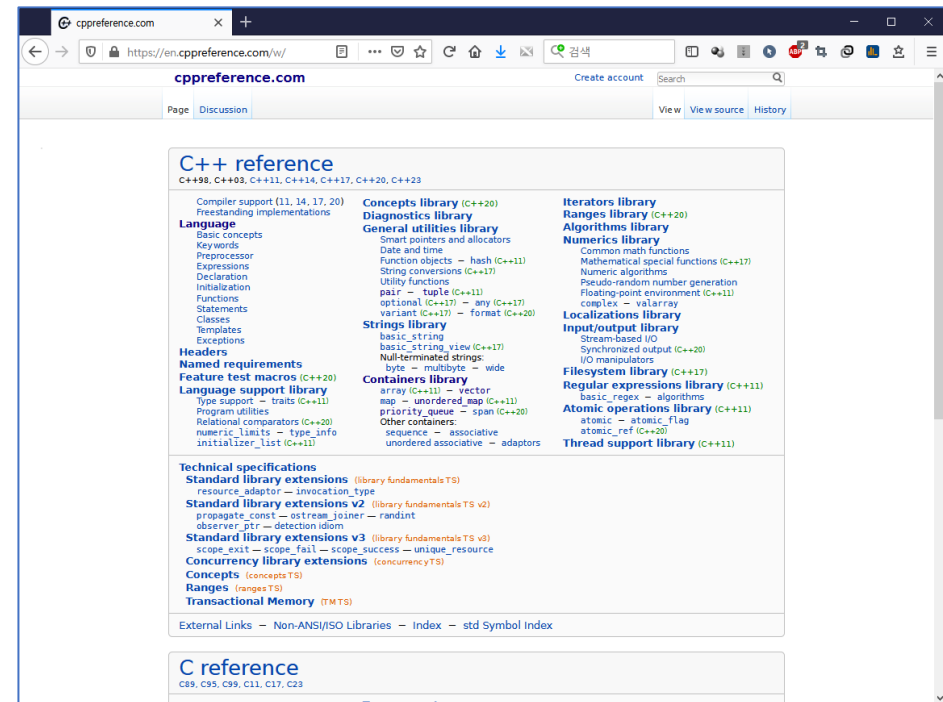 cppreference.com
https://en.cppreference.com/w/
검색
ABP
2
cppreference.com
Create account
Search
Page Discussion
View View source History
C++ reference
C++98, C++03, C++11, C++14, C++17, C++20, C++23
Compiler support (11, 14, 17, 20)
Freestanding implementations
Language
Basic concepts
Keywords
Preprocessor
Expressions
Declaration
Initialization
Functions
Statements
Classes
Templates
Exceptions
Headers
Named requirements
Feature test macros (C++20)
Language support library
Type support − traits (C++11)
Program utilities
Relational comparators (C++20)
numeric_limits − type_info
initializer_list (C++11)
Concepts library (C++20)
Diagnostics library
General utilities library
Smart pointers and allocators
Date and time
Function objects − hash (C++11)
String conversions (C++17)
Utility functions
pair − tuple (C++11)
optional (C++17) − any (C++17)
variant (C++17) − format (C++20)
Strings library
basic_string
basic_string_view (C++17)
Null-terminated strings:
byte − multibyte − wide
Containers library
array (C++11) − vector
map − unordered_map (C++11)
priority_queue − span (C++20)
Other containers:
sequence − associative
unordered associative − adaptors
Iterators library
Ranges library (C++20)
Algorithms library
Numerics library
Common math functions
Mathematical special functions (C++17)
Numeric algorithms
Pseudo-random number generation
Floating-point environment (C++11)
complex − valarray
Localizations library
Input/output library
Stream-based I/O
Synchronized output (C++20)
I/O manipulators
Filesystem library (C++17)
Regular expressions library (C++11)
basic_regex − algorithms
Atomic operations library (C++11)
atomic − atomic_flag
atomic_ref (C++20)
Thread support library (C++11)
Technical specifications
Standard library extensions (library fundamentals TS)
resource_adaptor — invocation_type
Standard library extensions v2 (library fundamentals TS v2)
propagate_const — ostream_joiner — randint
observer_ptr — detection idiom
Standard library extensions v3 (library fundamentals TS v3)
scope_exit — scope_fail — scope_success — unique_resource
Concurrency library extensions (concurrency TS)
Concepts (concepts TS)
Ranges (ranges TS)
Transactional Memory (TM TS)
External Links − Non-ANSI/ISO Libraries − Index − std Symbol Index
C reference
C89, C95, C99, C11, C17, C23